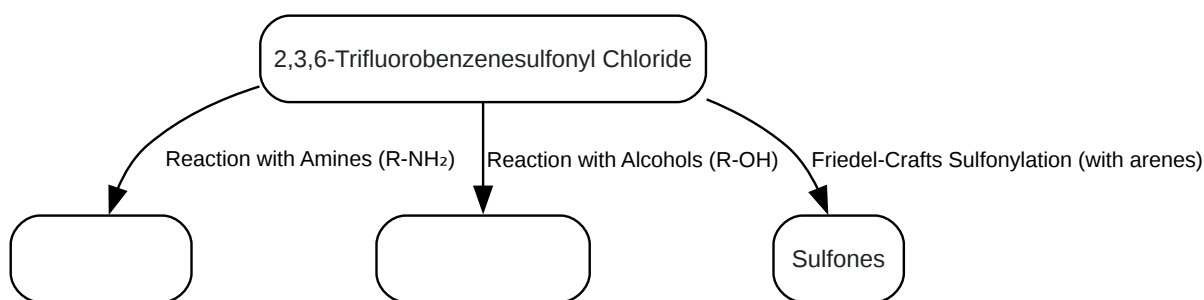 2,3,6-Trifluorobenzenesulfonyl Chloride
Reaction with Amines (R-NH₂)
Reaction with Alcohols (R-OH)
Friedel-Crafts Sulfonylation (with arenes)
Sulfones